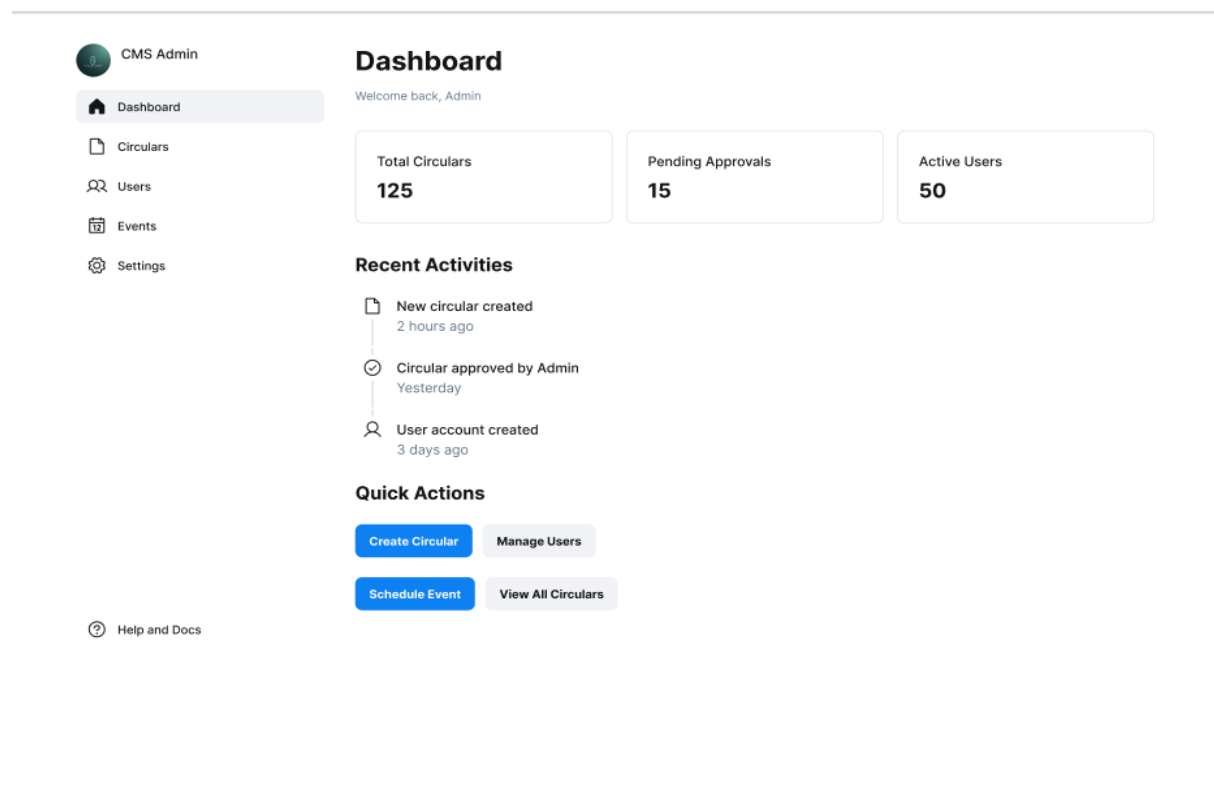 CMS Admin
Dashboard
Circulars
Users
12
Events
Settings
Help and Docs
Dashboard
Welcome back, Admin
Total Circulars
125
Pending Approvals
15
Active Users
50
Recent Activities
New circular created
2 hours ago
Circular approved by Admin
Yesterday
User account created
3 days ago
Quick Actions
Create Circular
Manage Users
Schedule Event
View All Circulars